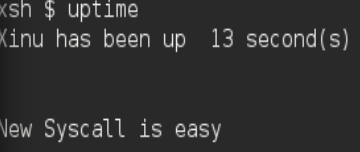 xsh $ uptime
Xinu has been up  13 second(s)
New Syscall is easy